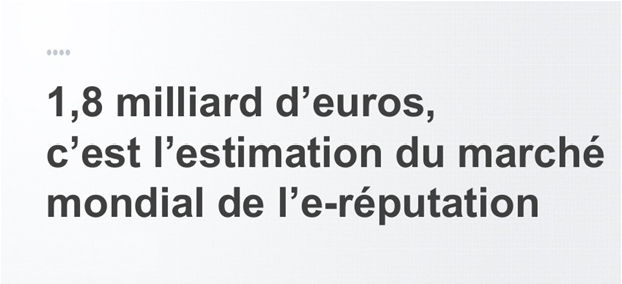 1,8 milliard d’euros,
c’est l’estimation du marché
mondial de l’e-réputation